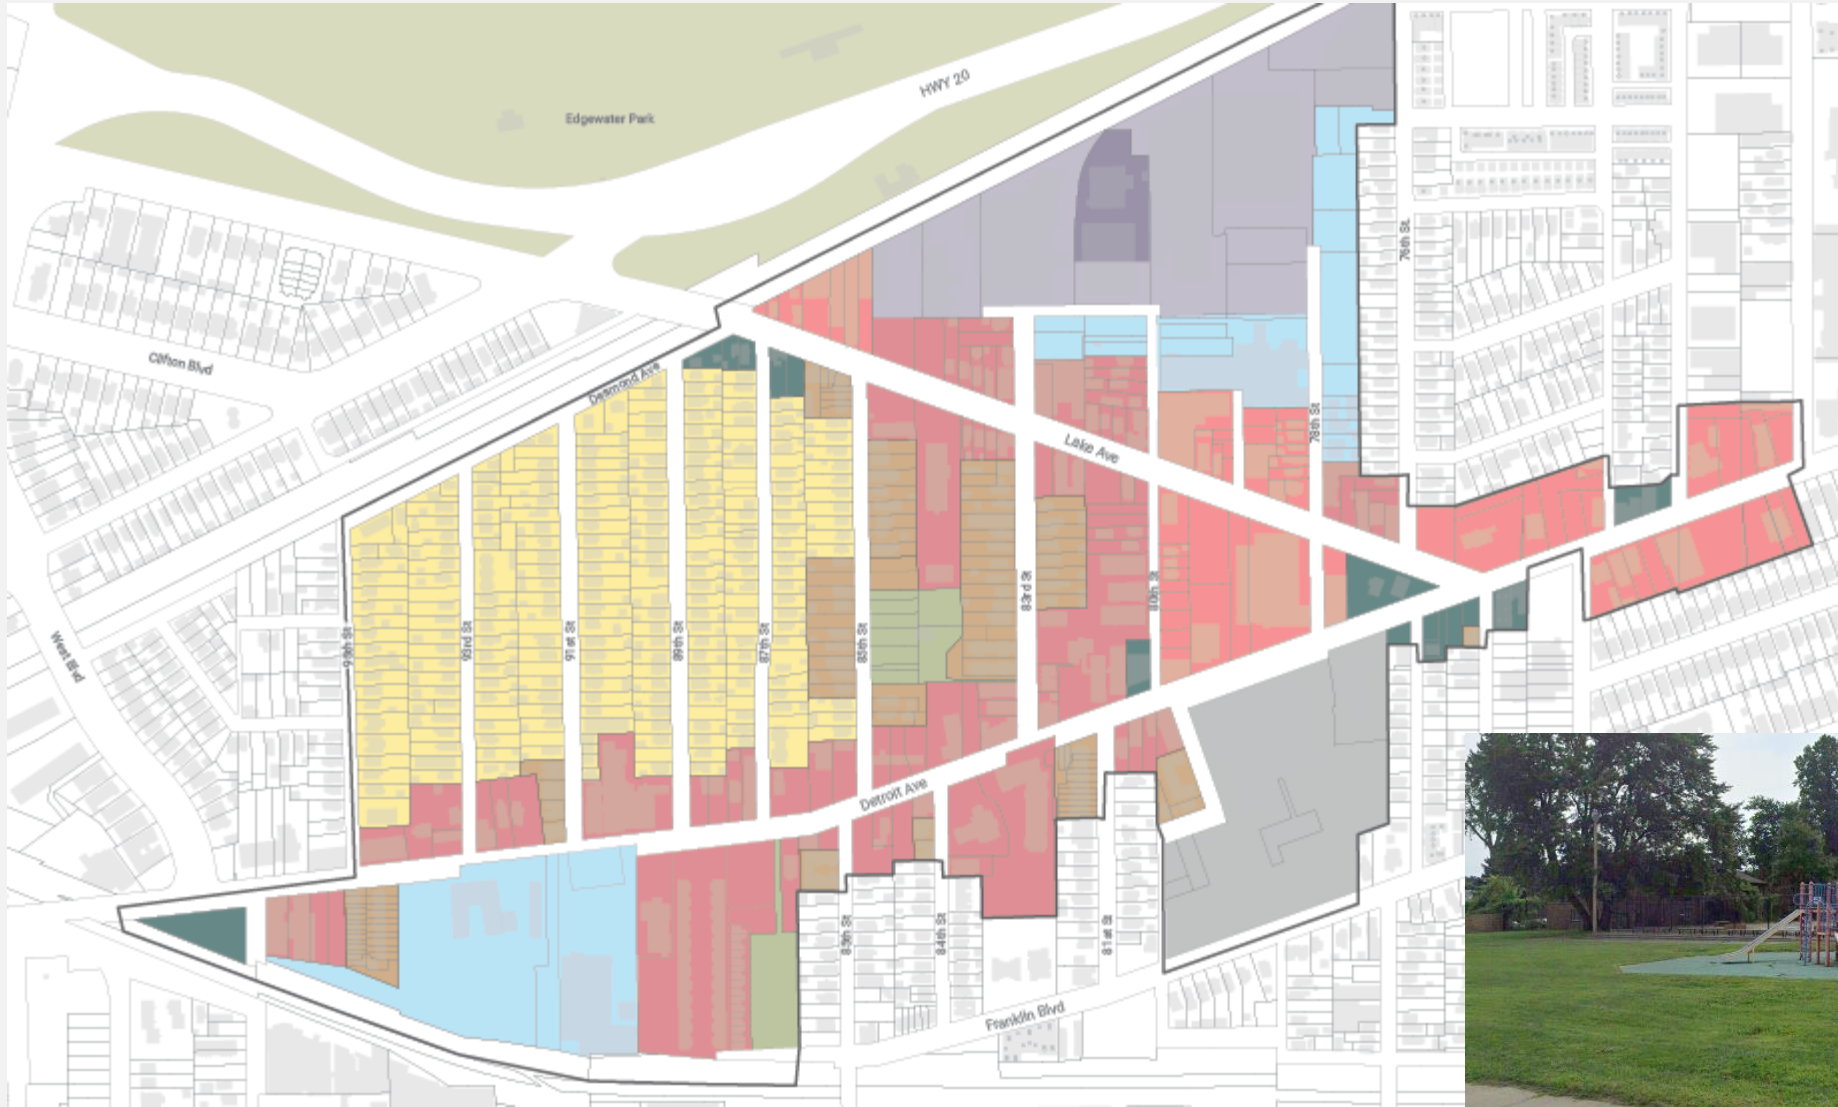 HWY 20
Edgewater Park
76th St.
Clifton Blvd
Desmond Ave
Lake Ave
78th St
West Blvd
95th St
93rd St
91st St
89th St
87th St
85th St
83rd St
80th St
Detroit Ave
85th St
84th St
81st St
Franklin Blvd